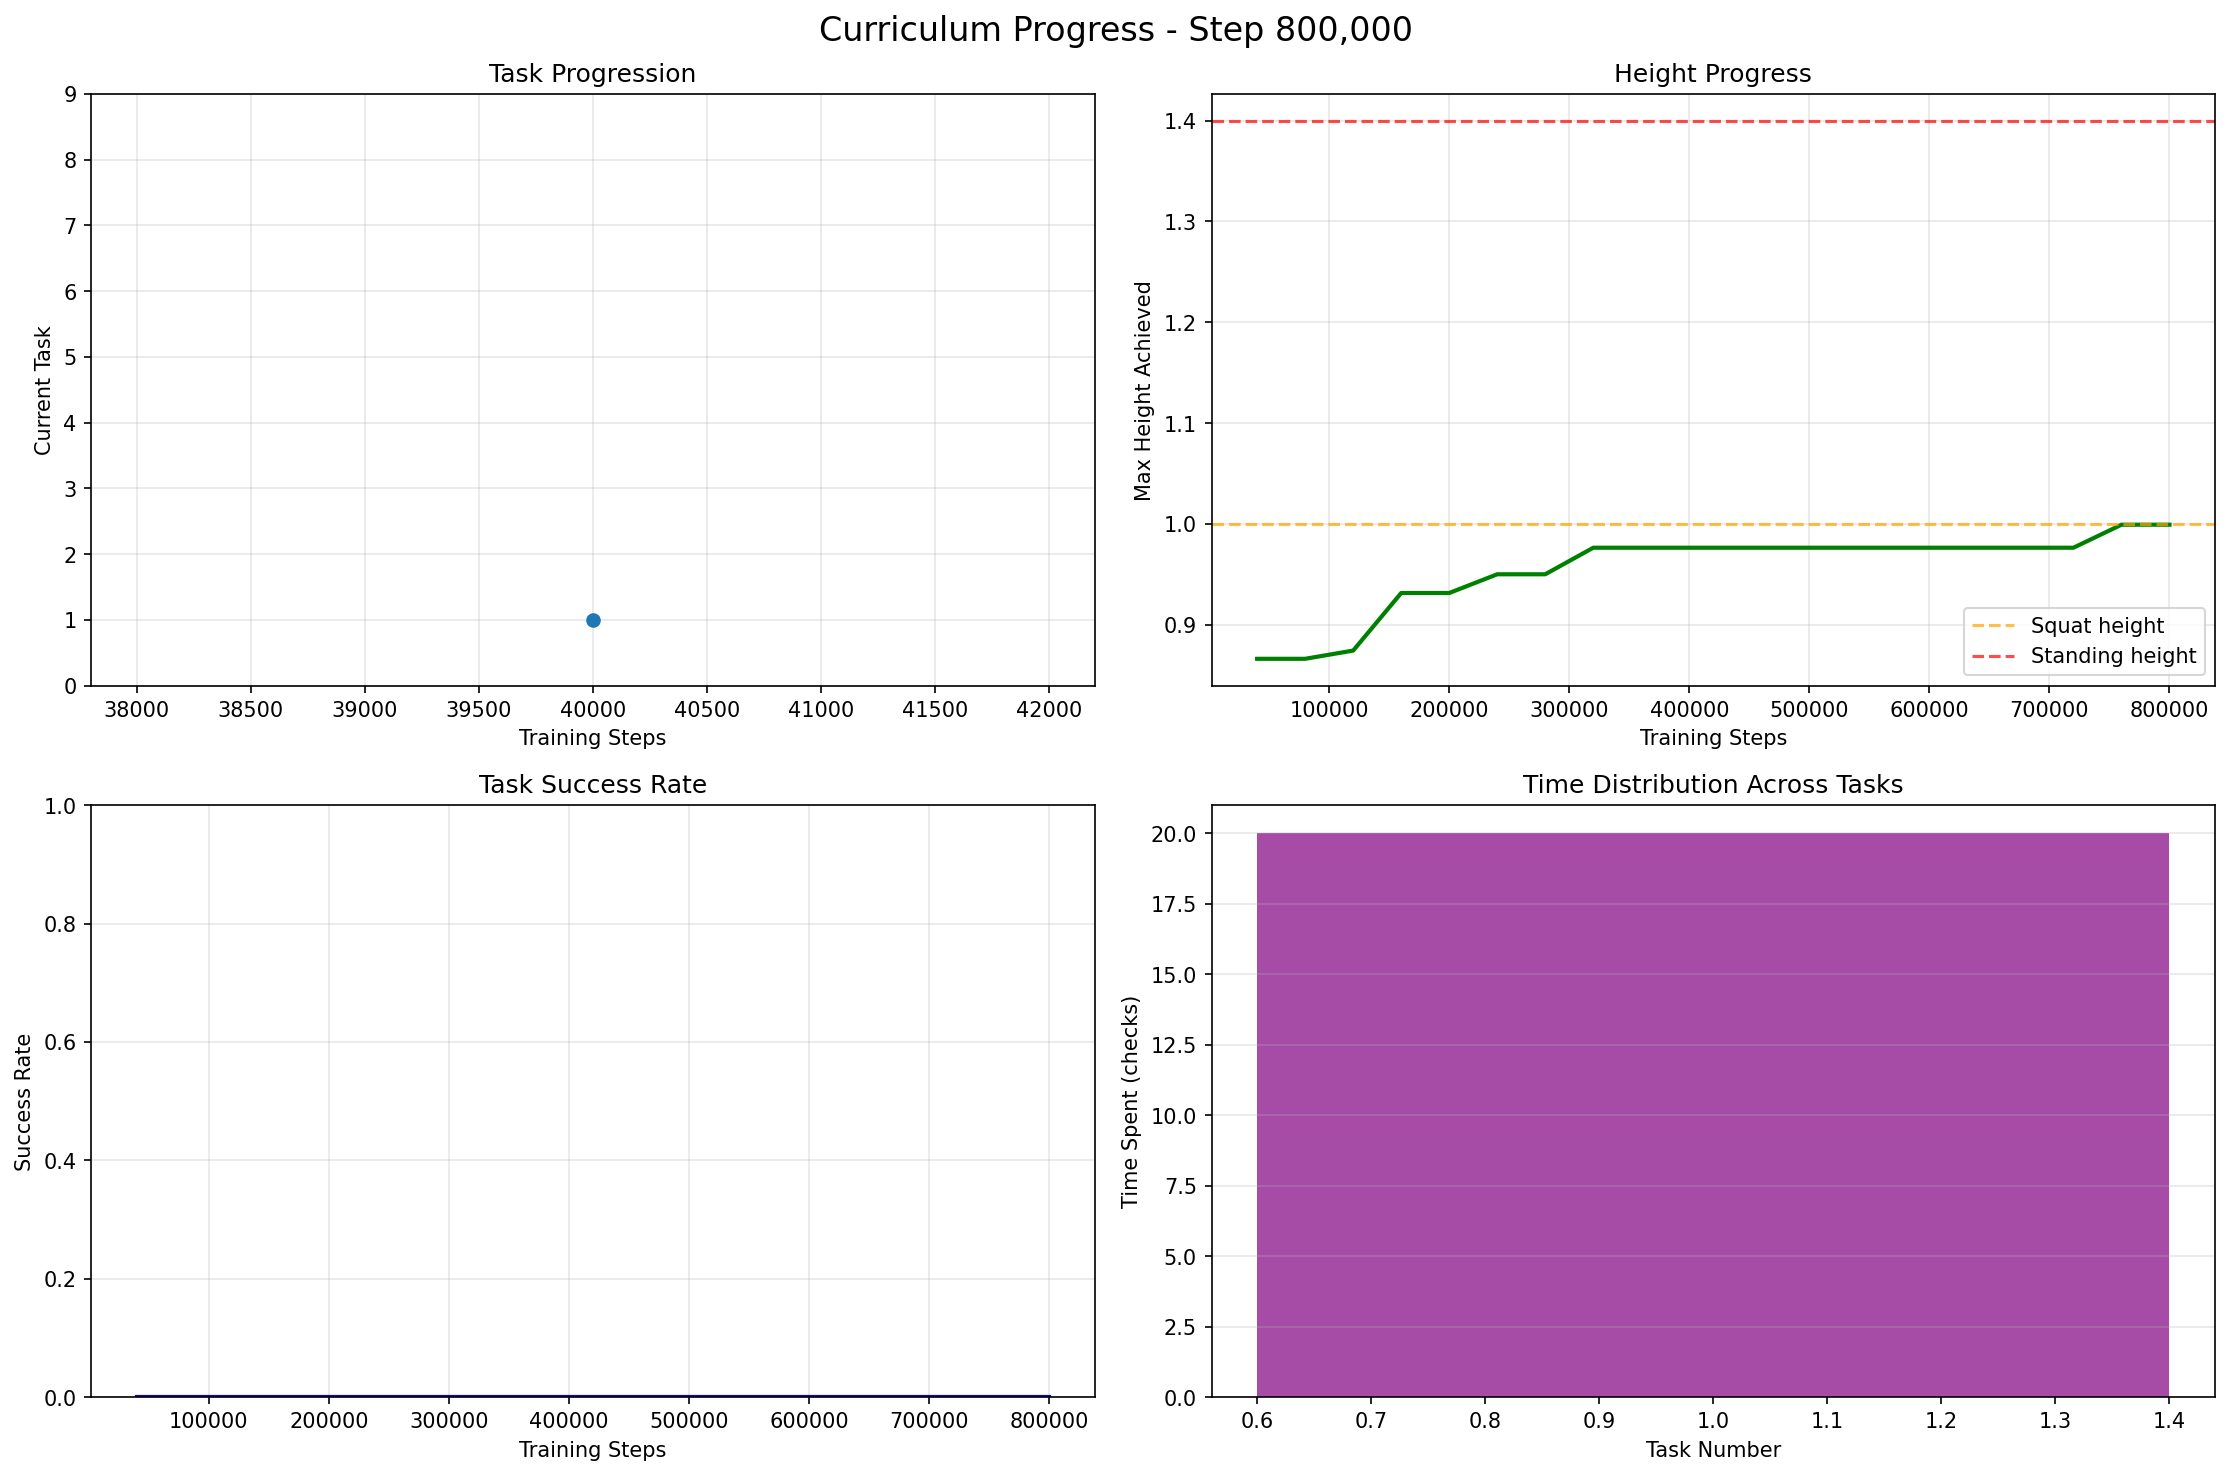 Curriculum Progress - Step 800,000
Task Progression
9
8
7
6
5
4
3
2
1
0
Current Task
38000 38500 39000 39500 40000 40500 41000 41500 42000
Training Steps
Height Progress
1.4
1.3
1.2
1.1
1.0
0.9
Max Height Achieved
Squat height
Standing height
100000 200000 300000 400000 500000 600000 700000 800000
Training Steps
Task Success Rate
1.0
0.8
0.6
0.4
0.2
0.0
Success Rate
100000 200000 300000 400000 500000 600000 700000 800000
Training Steps
Time Distribution Across Tasks
20.0
17.5
15.0
12.5
10.0
7.5
5.0
2.5
0.0
Time Spent (checks)
0.6 0.7 0.8 0.9 1.0 1.1 1.2 1.3 1.4
Task Number